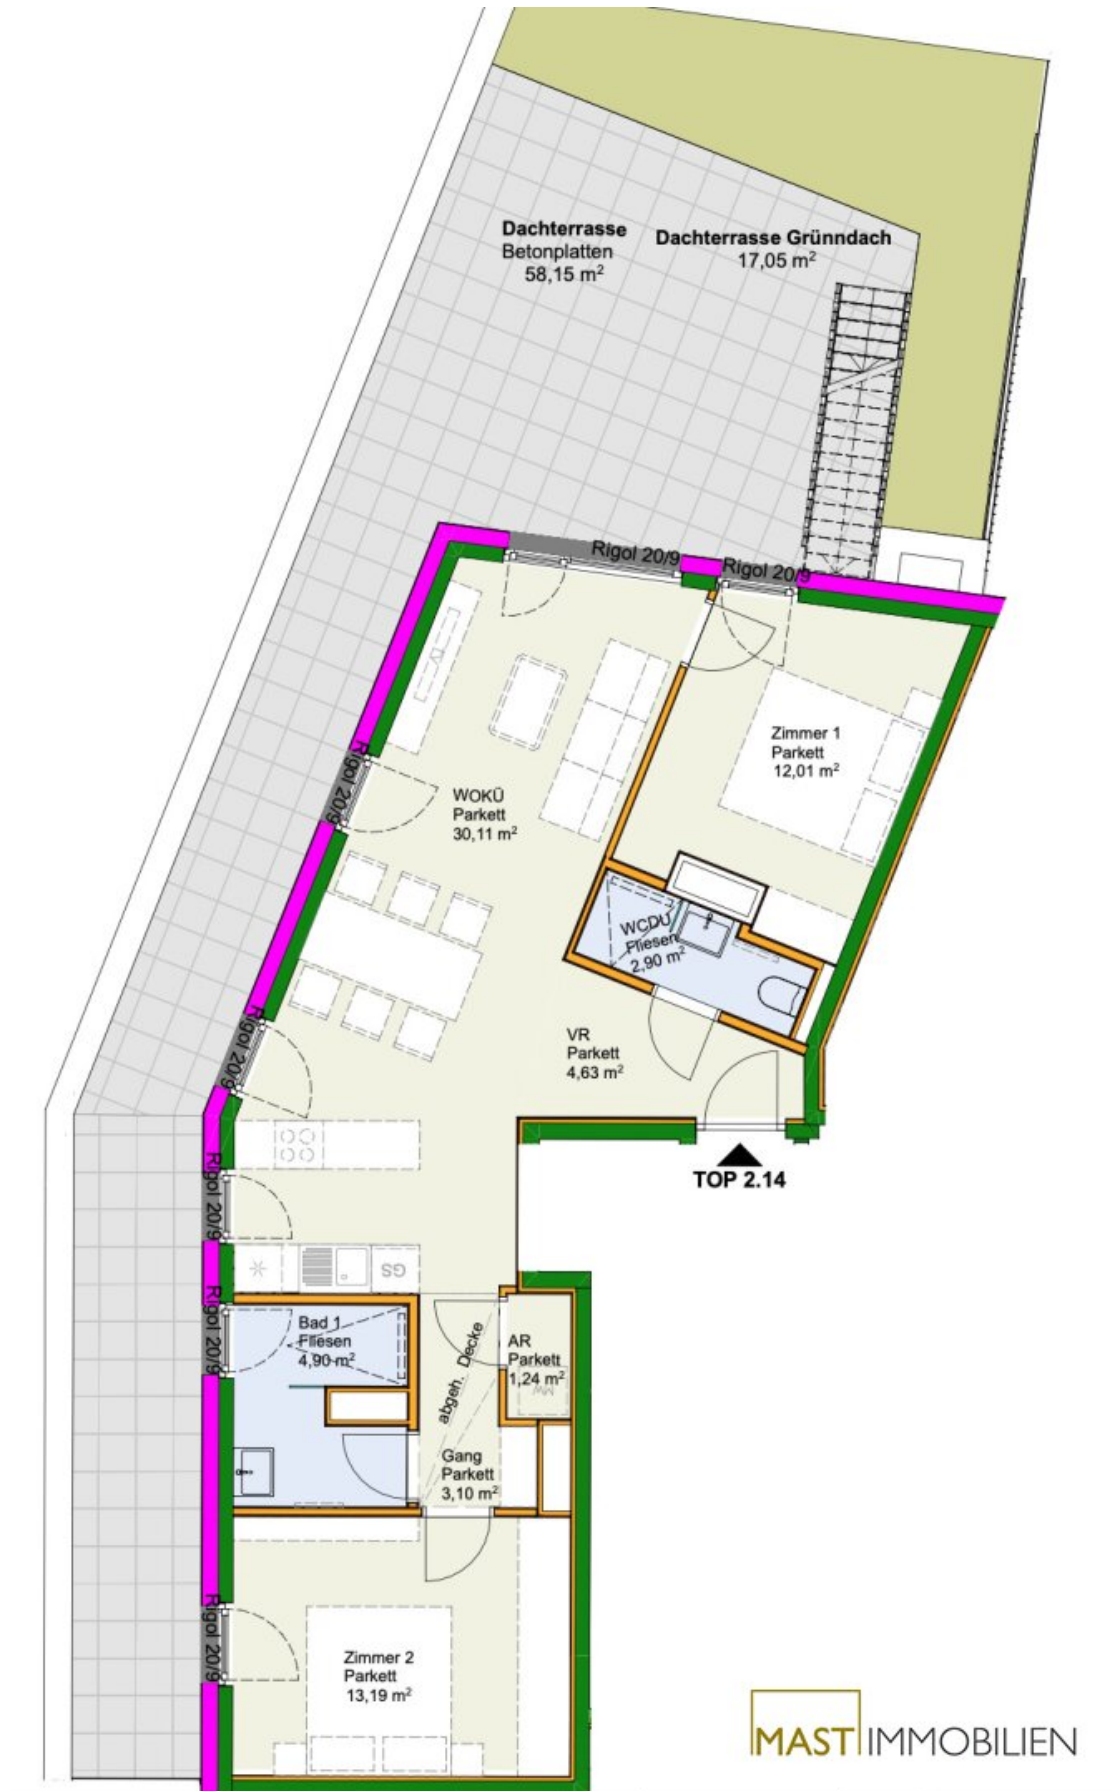 Dachterrasse
Betonplatten
58,15 m²
Dachterrasse Grünndach
17,05 m²
Rigol 20/9
Rigol 20/9
TV
Zimmer 1
Parkett
12,01 m²
Rigol 20/9
WOKÜ
Parkett
30,11 m²
WCDU
Fliesen
2,90 m²
Rigol 20/9
VR
Parkett
4,63 m²
TOP 2.14
Rigol 20/9
GS
Rigol 20/9
Bad 1
Fliesen
4,90 m²
abgeh. Decke
AR
Parkett
1,24 m²
WM
Gang
Parkett
3,10 m²
Rigol 20/9
Zimmer 2
Parkett
13,19 m²
MAST IMMOBILIEN